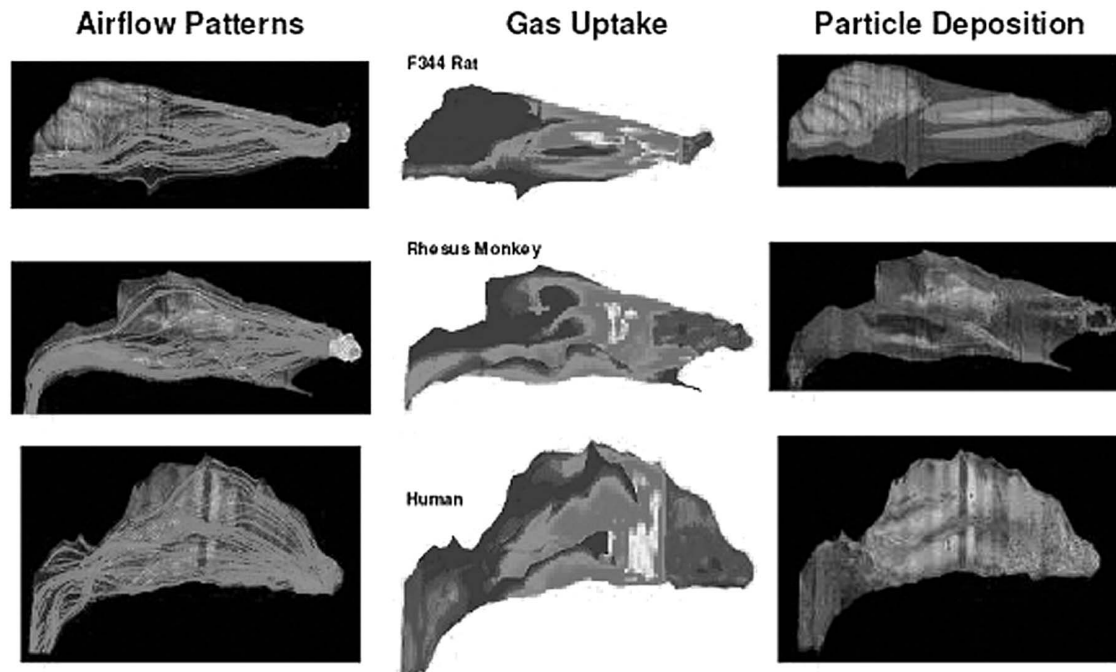 Airflow Patterns
Gas Uptake
Particle Deposition
F344 Rat
Rhesus Monkey
Human